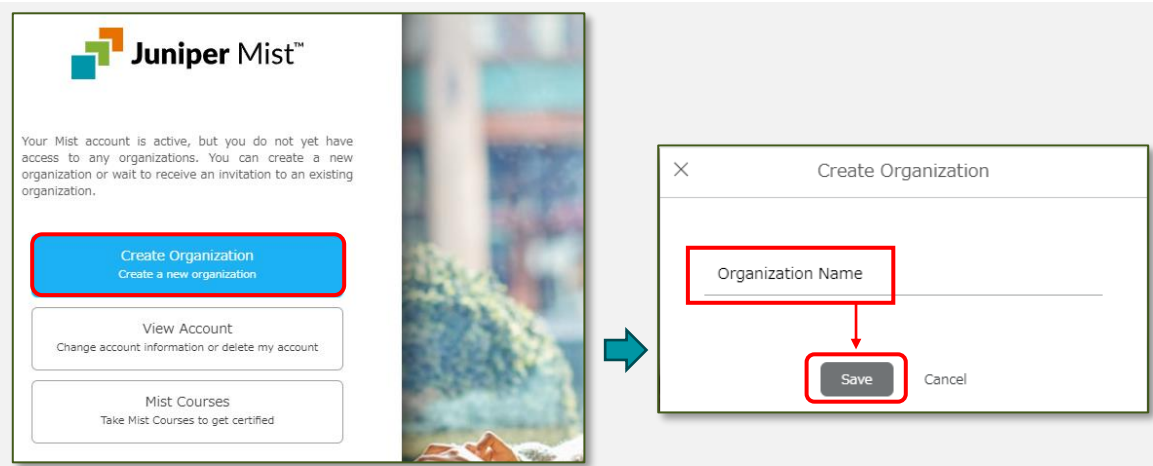 Juniper Mist™
Your Mist account is active, but you do not yet have
access to any organizations. You can create a new
organization or wait to receive an invitation to an existing
organization.
Create Organization
Create a new organization
View Account
Change account information or delete my account
Mist Courses
Take Mist Courses to get certified
Create Organization
Organization Name
Save Cancel